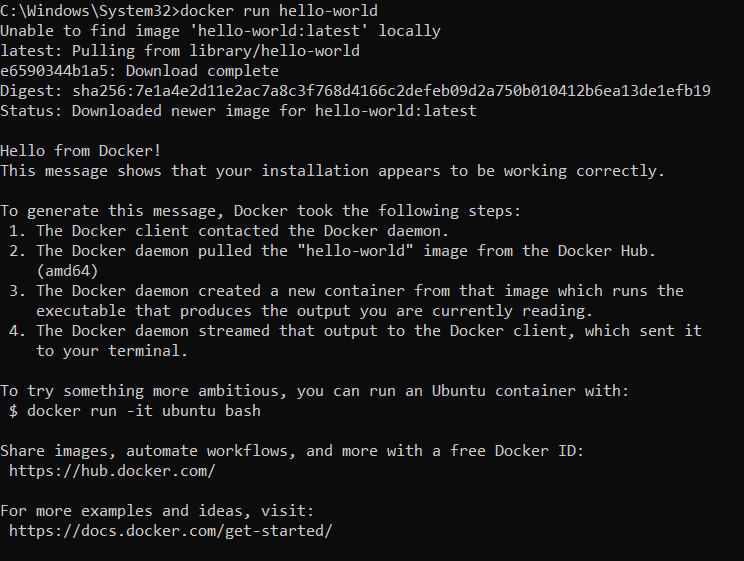 C:\Windows\System32>docker run hello-world
Unable to find image 'hello-world:latest' locally
latest: Pulling from library/hello-world
e6590344b1a5: Download complete
Digest: sha256:7e1a4e2d11e2ac7a8c3f768d4166c2defeb09d2a750b010412b6ea13de1efb19
Status: Downloaded newer image for hello-world:latest

Hello from Docker!
This message shows that your installation appears to be working correctly.

To generate this message, Docker took the following steps:
 1. The Docker client contacted the Docker daemon.
 2. The Docker daemon pulled the "hello-world" image from the Docker Hub.
    (amd64)
 3. The Docker daemon created a new container from that image which runs the
    executable that produces the output you are currently reading.
 4. The Docker daemon streamed that output to the Docker client, which sent it
    to your terminal.

To try something more ambitious, you can run an Ubuntu container with:
 $ docker run -it ubuntu bash

Share images, automate workflows, and more with a free Docker ID:
 https://hub.docker.com/

For more examples and ideas, visit:
 https://docs.docker.com/get-started/